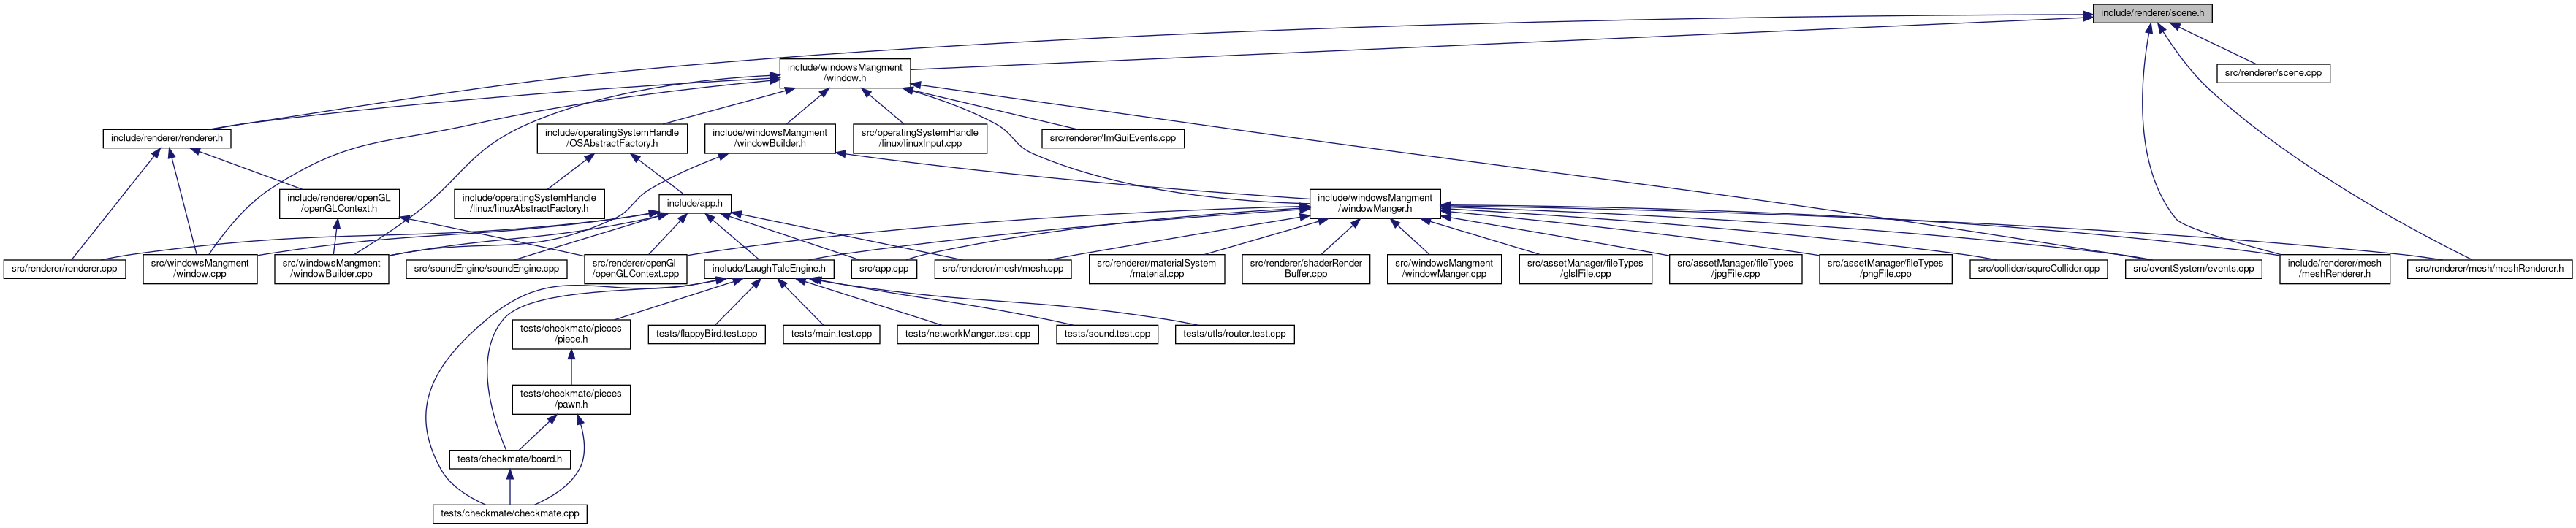 include/renderer/scene.h
include/windowsMangment
/window.h
src/renderer/scene.cpp
include/renderer/renderer.h
include/operatingSystemHandle
/OSAbstractFactory.h
include/windowsMangment
/windowBuilder.h
src/operatingSystemHandle
/linux/linuxInput.cpp
src/renderer/ImGuiEvents.cpp
include/renderer/openGL
/openGLContext.h
include/operatingSystemHandle
/linux/linuxAbstractFactory.h
include/app.h
include/windowsMangment
/windowManger.h
src/renderer/renderer.cpp
src/windowsMangment
/window.cpp
src/windowsMangment
/windowBuilder.cpp
src/soundEngine/soundEngine.cpp
src/renderer/openGl
/openGLContext.cpp
include/LaughTaleEngine.h
src/app.cpp
src/renderer/mesh/mesh.cpp
src/renderer/materialSystem
/material.cpp
src/renderer/shaderRender
Buffer.cpp
src/windowsMangment
/windowManger.cpp
src/assetManager/fileTypes
/glslFile.cpp
src/assetManager/fileTypes
/jpgFile.cpp
src/assetManager/fileTypes
/pngFile.cpp
src/collider/squreCollider.cpp
src/eventSystem/events.cpp
include/renderer/mesh
/meshRenderer.h
src/renderer/mesh/meshRenderer.h
tests/checkmate/pieces
/piece.h
tests/flappyBird.test.cpp
tests/main.test.cpp
tests/networkManger.test.cpp
tests/sound.test.cpp
tests/utls/router.test.cpp
tests/checkmate/pieces
/pawn.h
tests/checkmate/board.h
tests/checkmate/checkmate.cpp